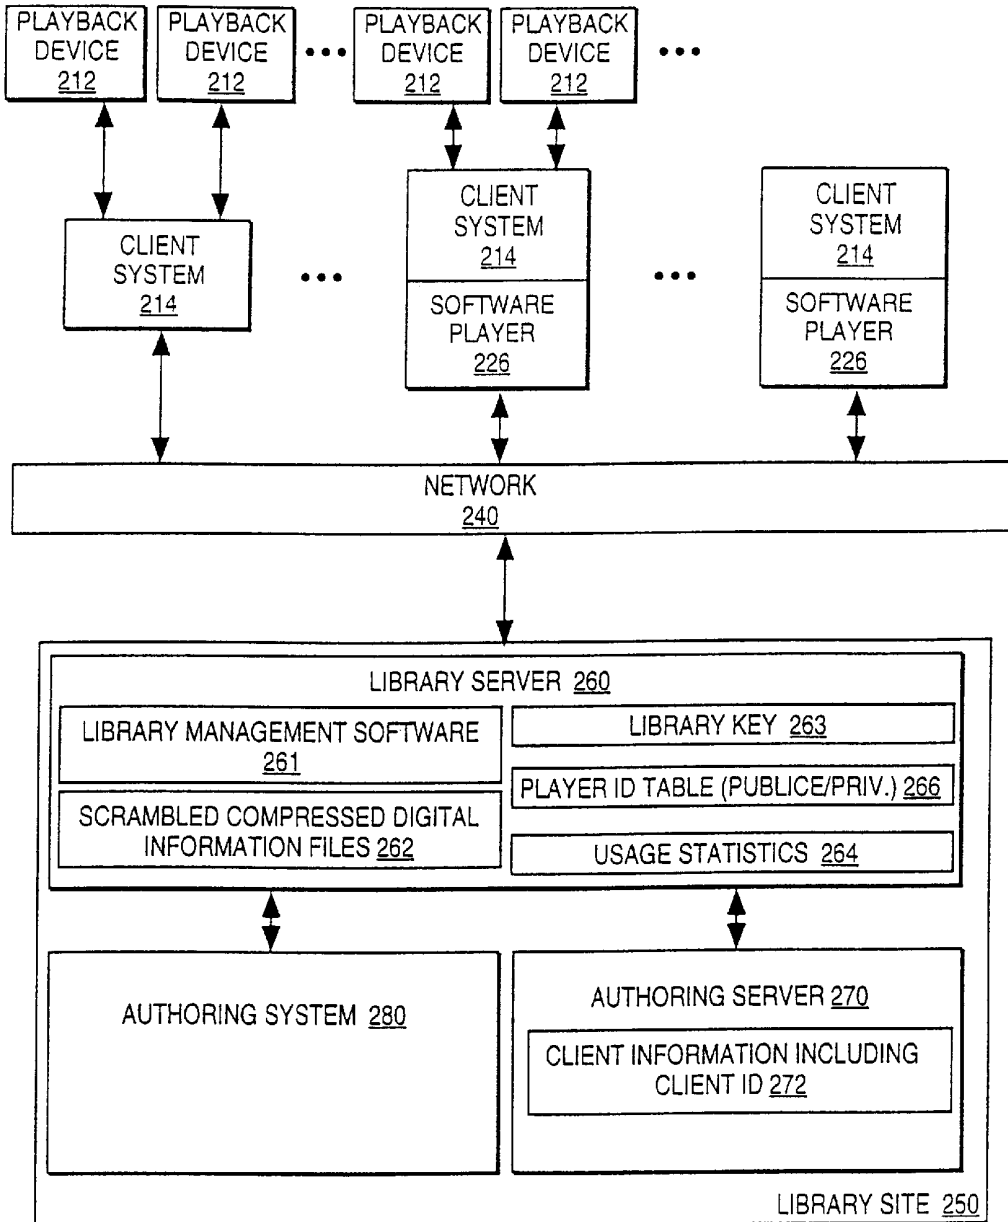 PLAYBACK
DEVICE
212
PLAYBACK
DEVICE
212
PLAYBACK
DEVICE
212
PLAYBACK
DEVICE
212
CLIENT
SYSTEM
214
CLIENT
SYSTEM
214
SOFTWARE
PLAYER
226
CLIENT
SYSTEM
214
SOFTWARE
PLAYER
226
NETWORK
240
LIBRARY SERVER 260
LIBRARY MANAGEMENT SOFTWARE
261
SCRAMBLED COMPRESSED DIGITAL
INFORMATION FILES 262
LIBRARY KEY 263
PLAYER ID TABLE (PUBLICE/PRIV.) 266
USAGE STATISTICS 264
AUTHORING SYSTEM 280
AUTHORING SERVER 270
CLIENT INFORMATION INCLUDING
CLIENT ID 272
LIBRARY SITE 250